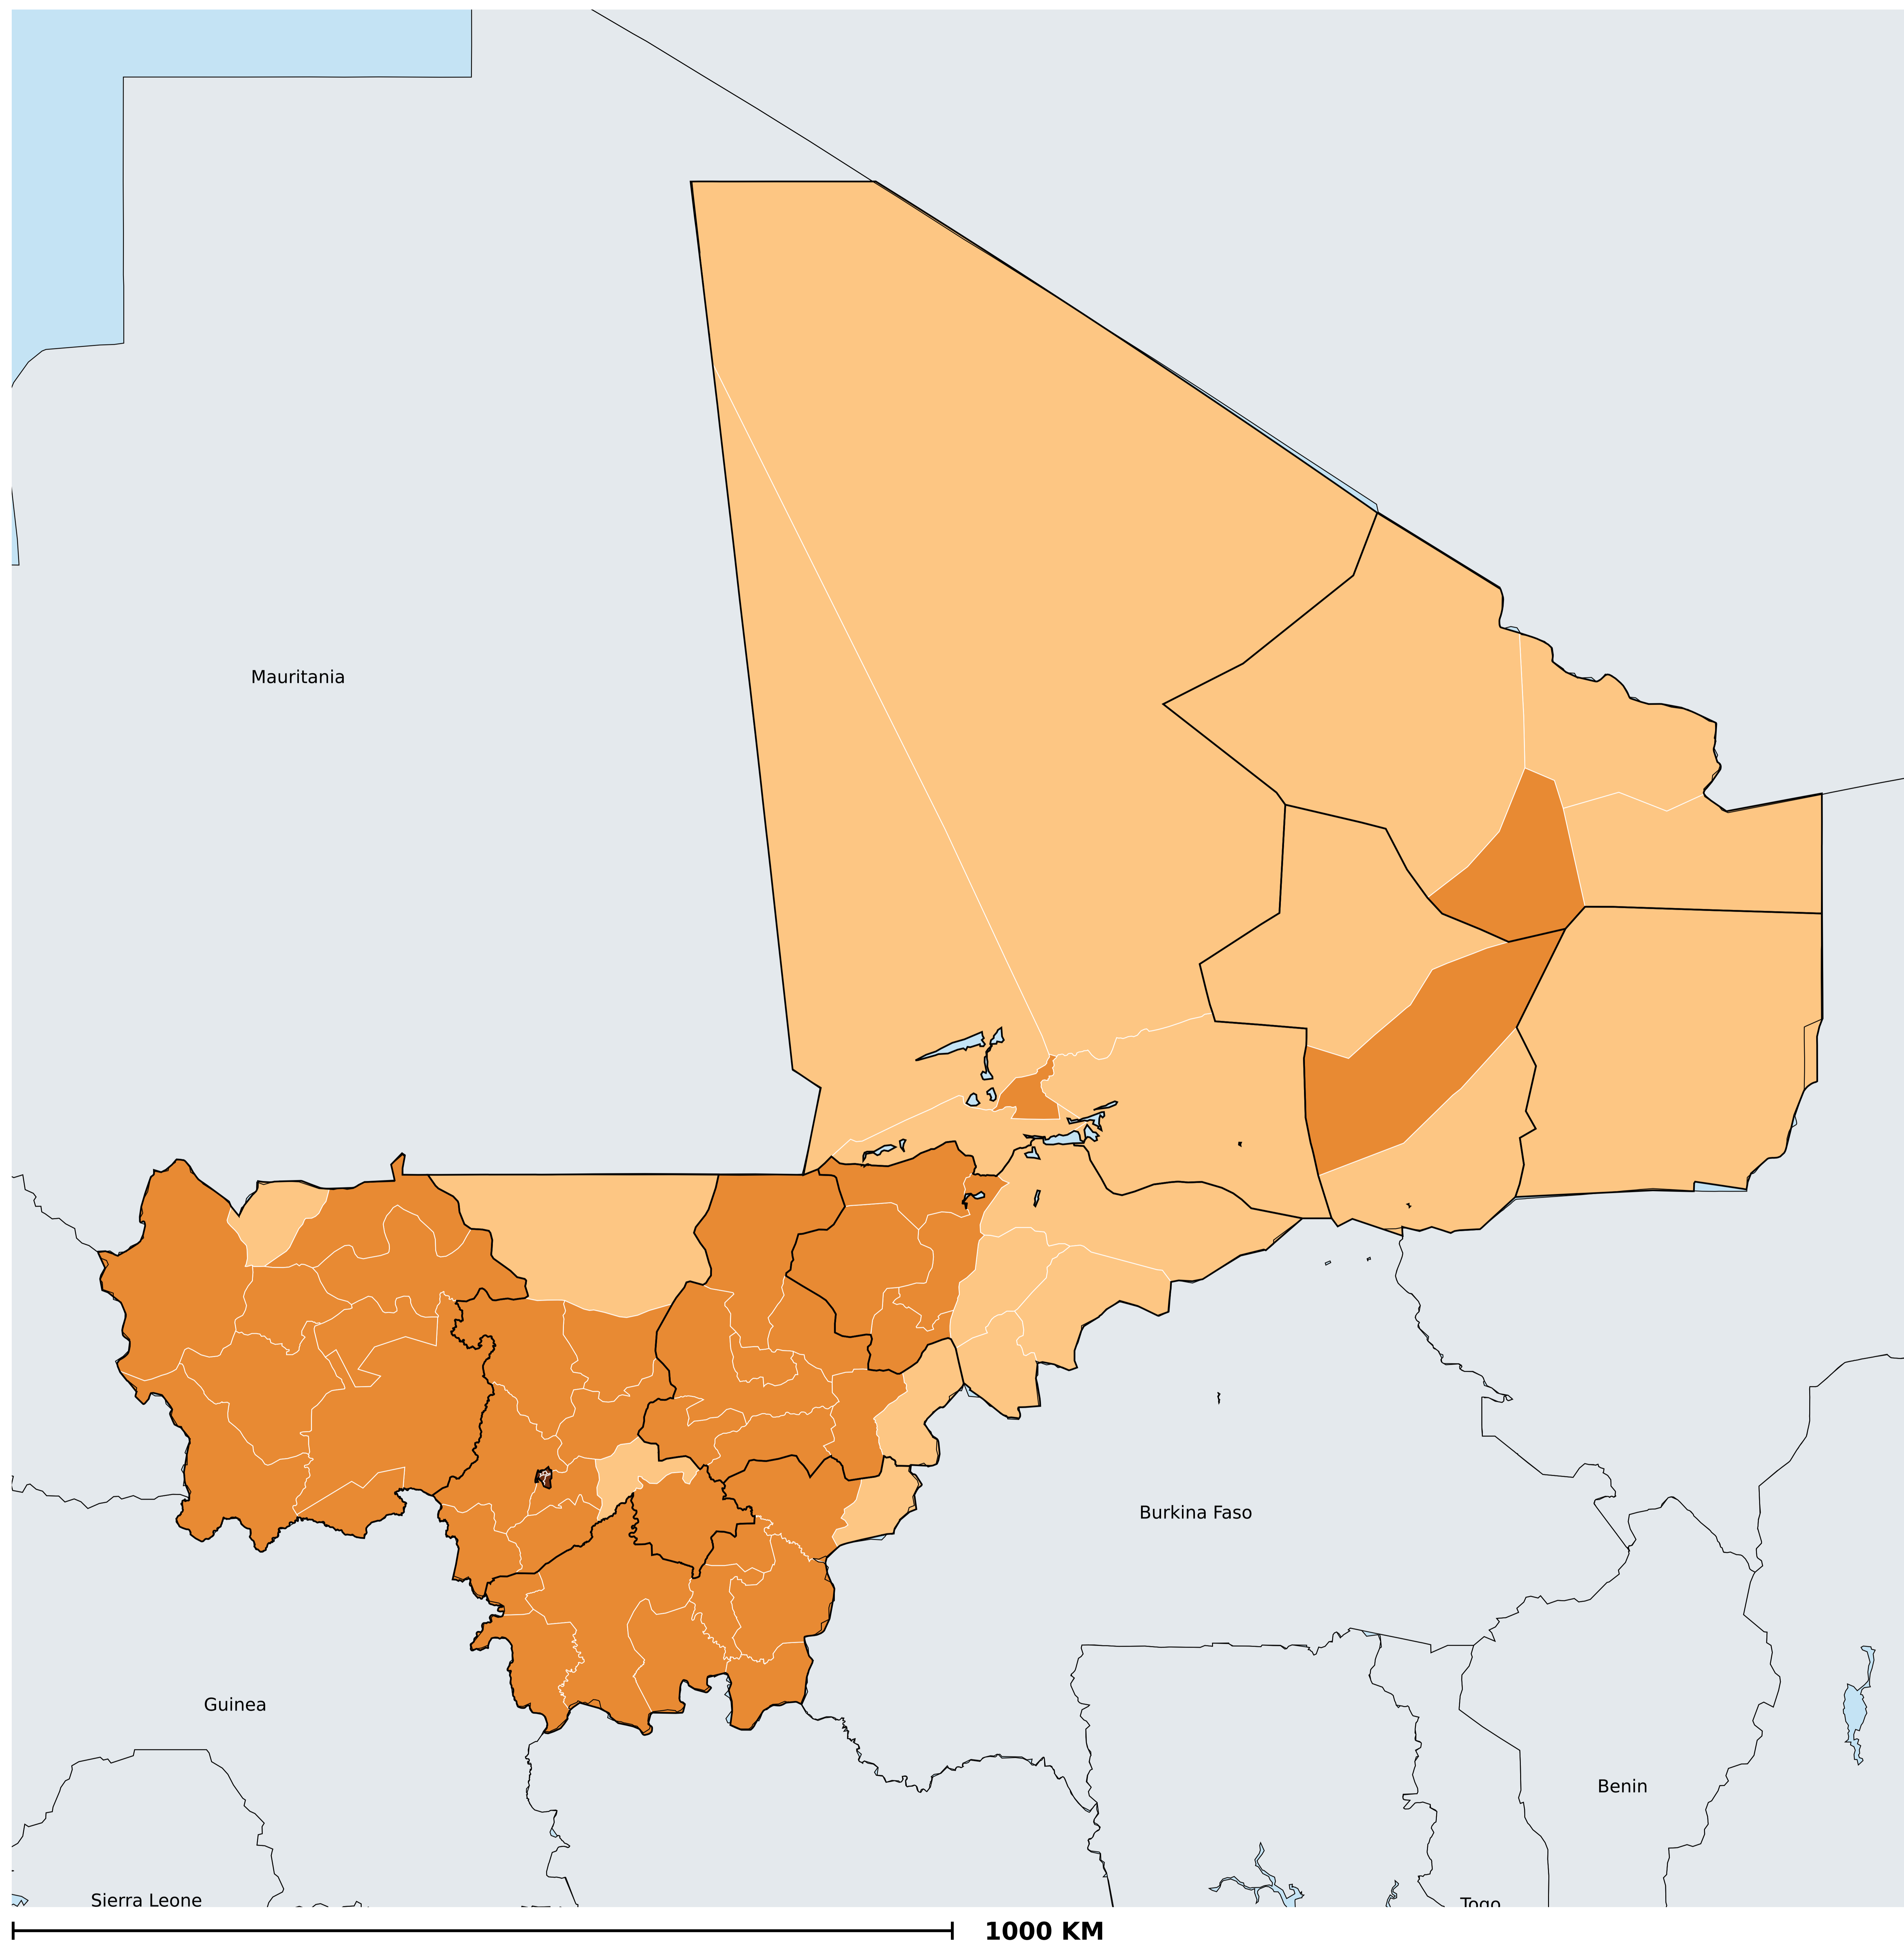 Mauritania
Burkina Faso
Guinea
Benin
Sierra Leone
Togo
1000 KM